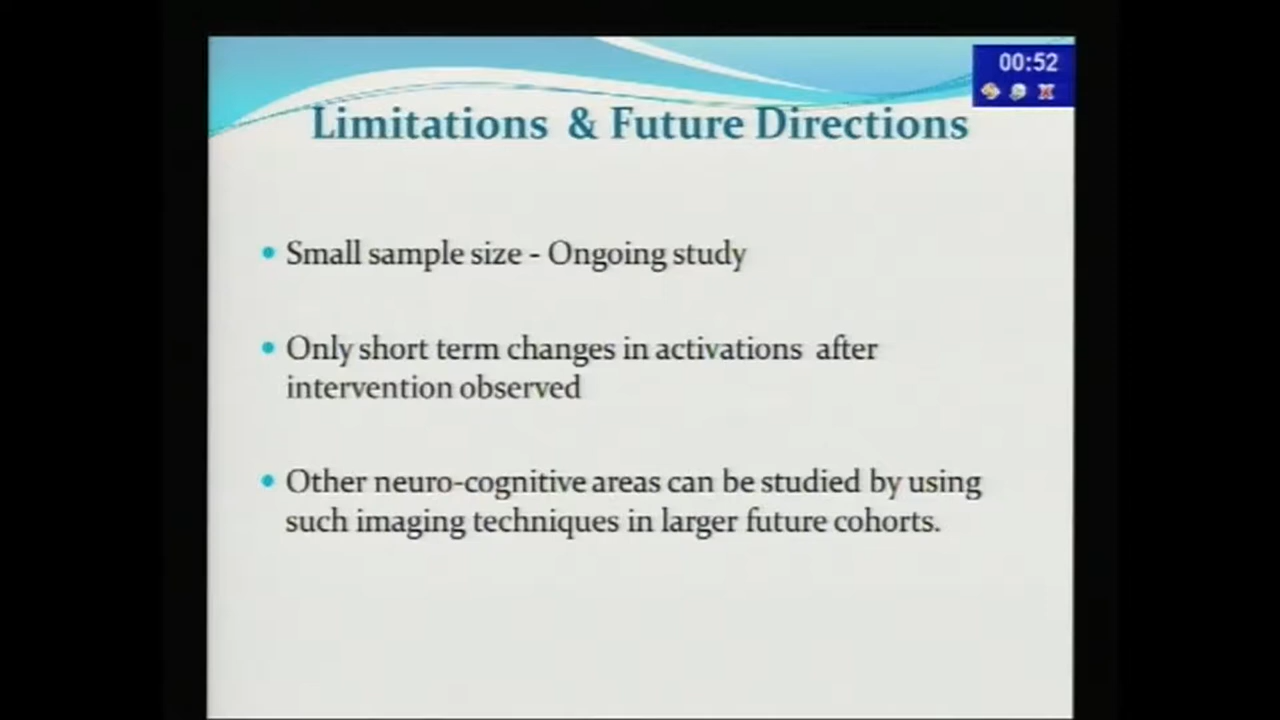 00:52
Limitations & Future Directions
Small sample size - Ongoing study
Only short term changes in activations after
intervention observed
Other neuro-cognitive areas can be studied by using
such imaging techniques in larger future cohorts.